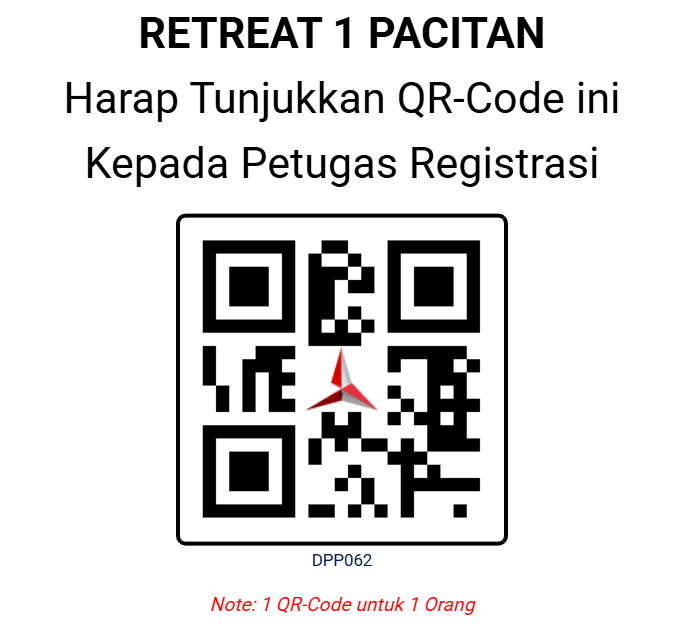 RETREAT 1 PACITAN
Harap Tunjukkan QR-Code ini
Kepada Petugas Registrasi
DPP062
Note: 1 QR-Code untuk 1 Orang